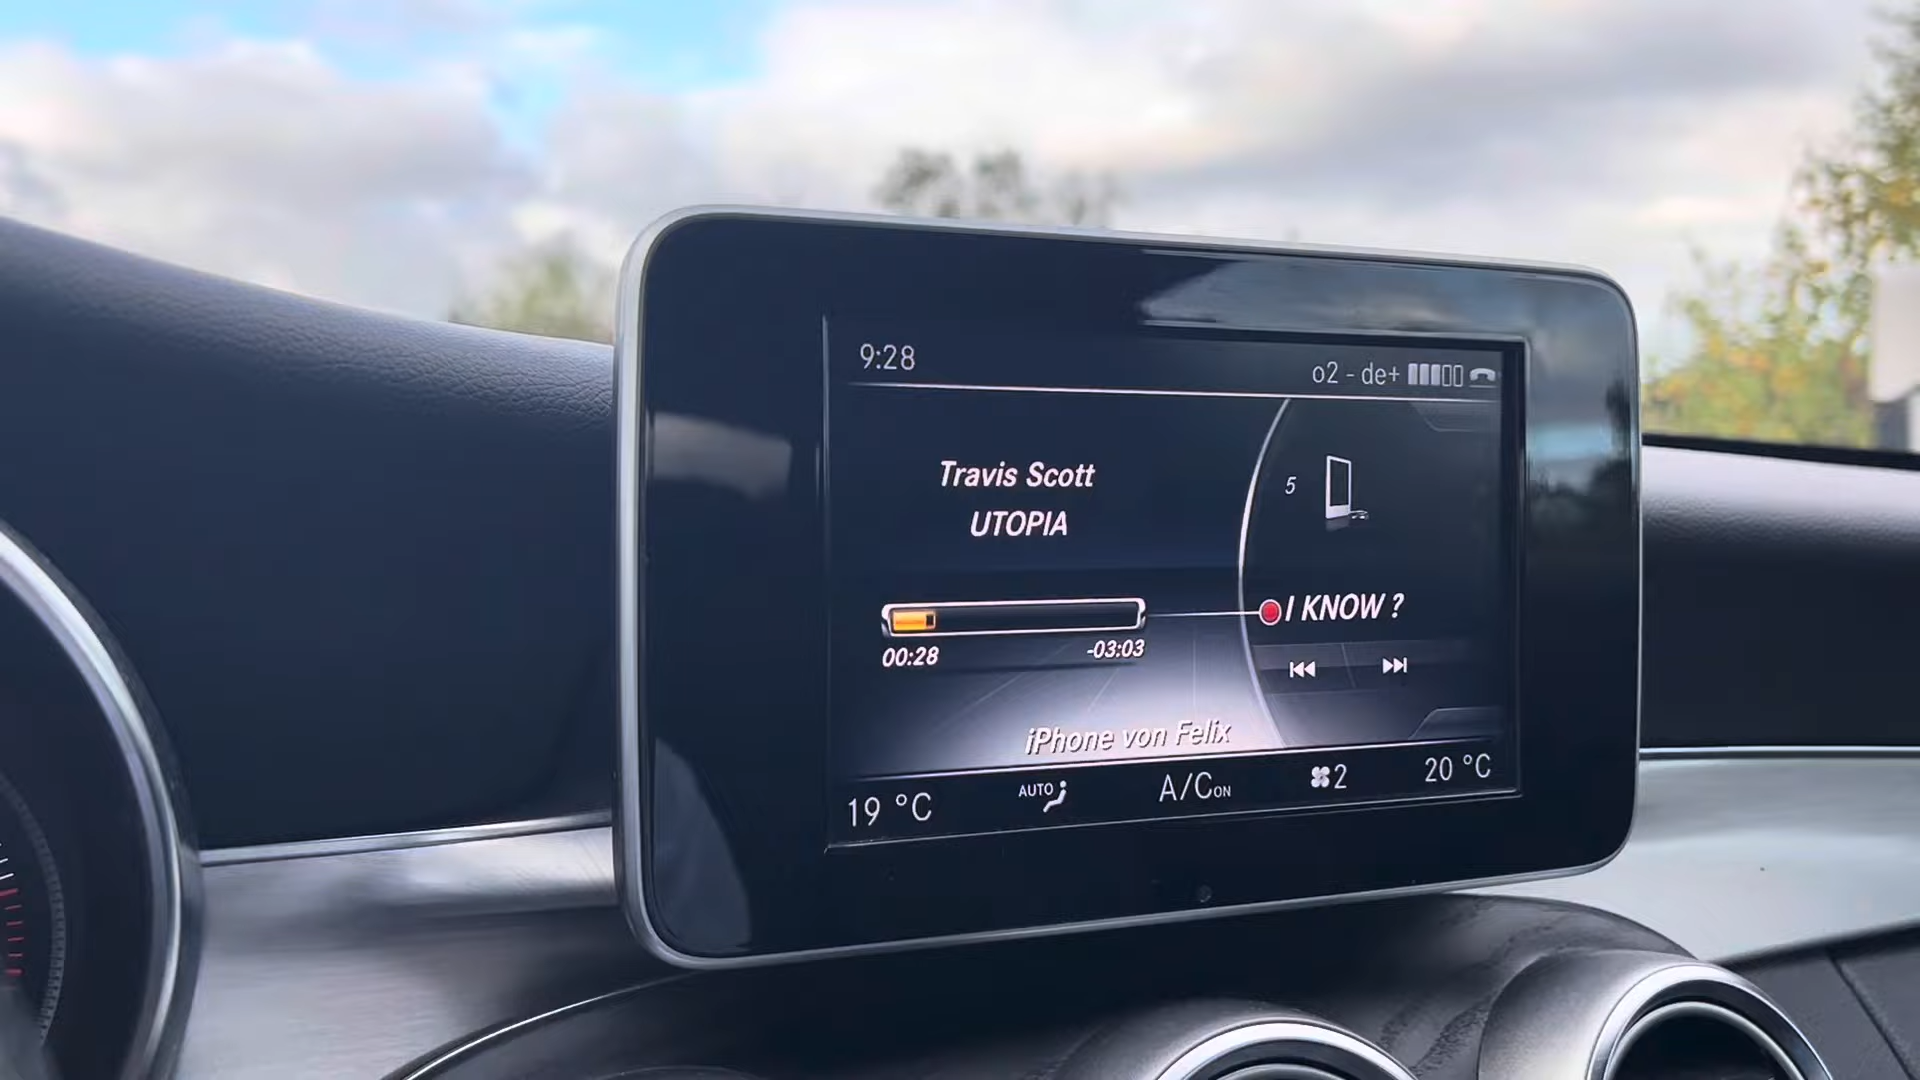 9:28
o2 - de+
Travis Scott
UTOPIA
5
I KNOW ?
00:28
-03:03
iPhone von Felix
19 °C
AUTO
A/C ON
2
20 °C